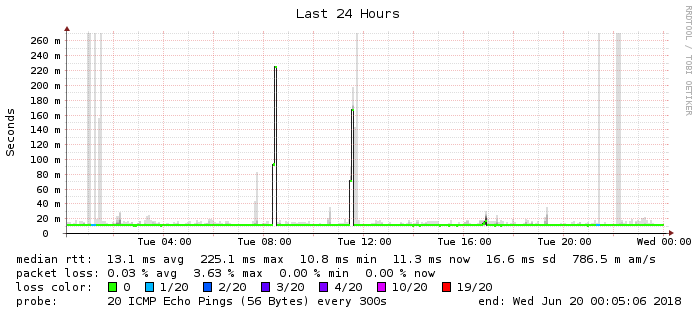 Last 24 Hours
RRDTOOL / TOBI OETIKER
Seconds
260 m
240 m
220 m
200 m
180 m
160 m
140 m
120 m
100 m
80 m
60 m
40 m
20 m
0
Tue 04:00 Tue 08:00 Tue 12:00 Tue 16:00 Tue 20:00 Wed 00:00
median rtt: 13.1 ms avg 225.1 ms max 10.8 ms min 11.3 ms now 16.6 ms sd 786.5 m am/s
packet loss: 0.03 % avg 3.63 % max 0.00 % min 0.00 % now
loss color: 0 1/20 2/20 3/20 4/20 10/20 19/20
probe: 20 ICMP Echo Pings (56 Bytes) every 300s end: Wed Jun 20 00:05:06 2018